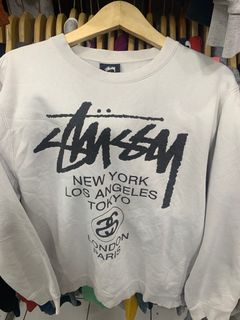 Stüssy
NEW YORK
LOS ANGELES
TOKYO
LONDON
PARIS